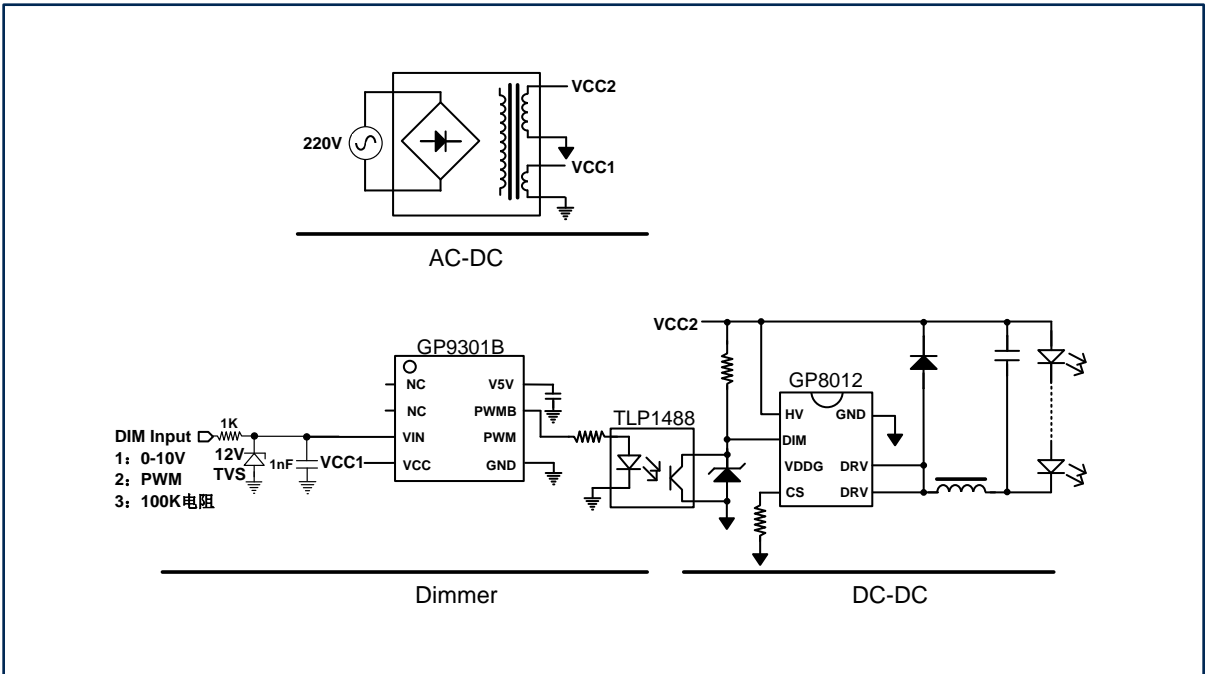 VCC2
220V
VCC1
AC-DC
VCC2
GP9301B
NC
V5V
NC
PWMB
VIN
PWM
VCC
GND
DIM Input
1K
1：0-10V
12V
TVS
1nF
VCC1
2：PWM
3：100K电阻
TLP1488
GP8012
HV
GND
DIM
VDDG
DRV
CS
DRV
Dimmer
DC-DC